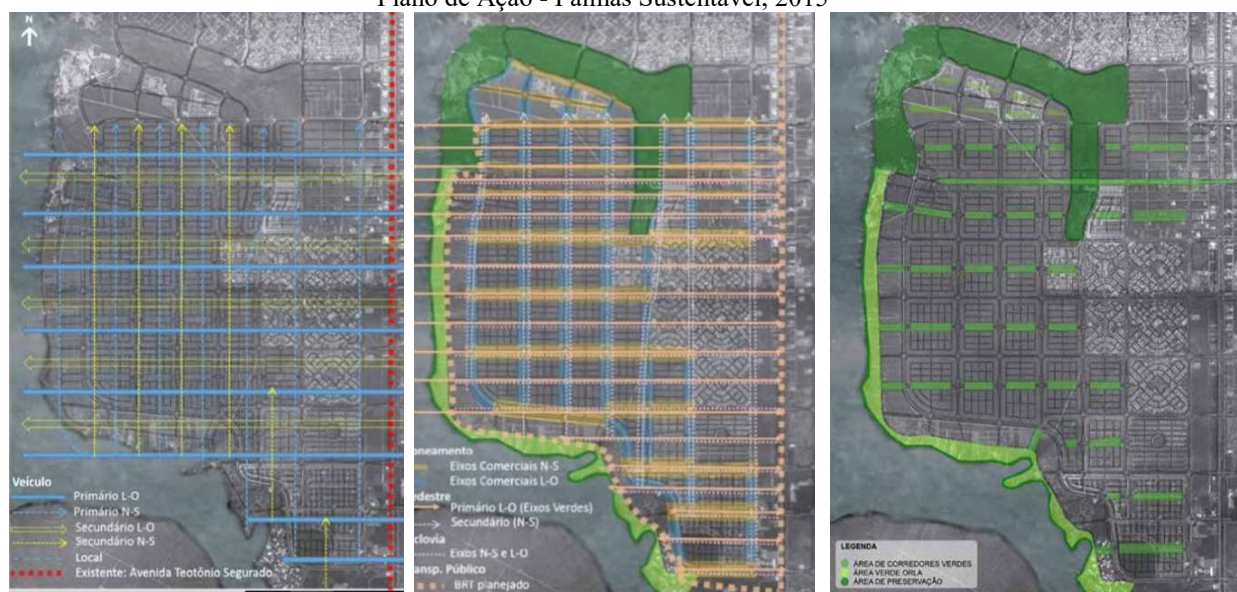 Plano de Ação - Palmas Sustentável, 2015
N
Veículo
Primário L-O
Primário N-S
Secundário L-O
Secundário N-S
Local
Existente: Avenida Teotônio Segurado
oneamento
Eixos Comerciais N-S
Eixos Comerciais L-O
edestre
Primário L-O (Eixos Verdes)
Secundário (N-S)
clovia
Eixos N-S e L-O
ansp. Público
BRT planejado
LEGENDA
ÁREA DE CORREDORES VERDES
ÁREA VERDE ORLA
ÁREA DE PRESERVAÇÃO